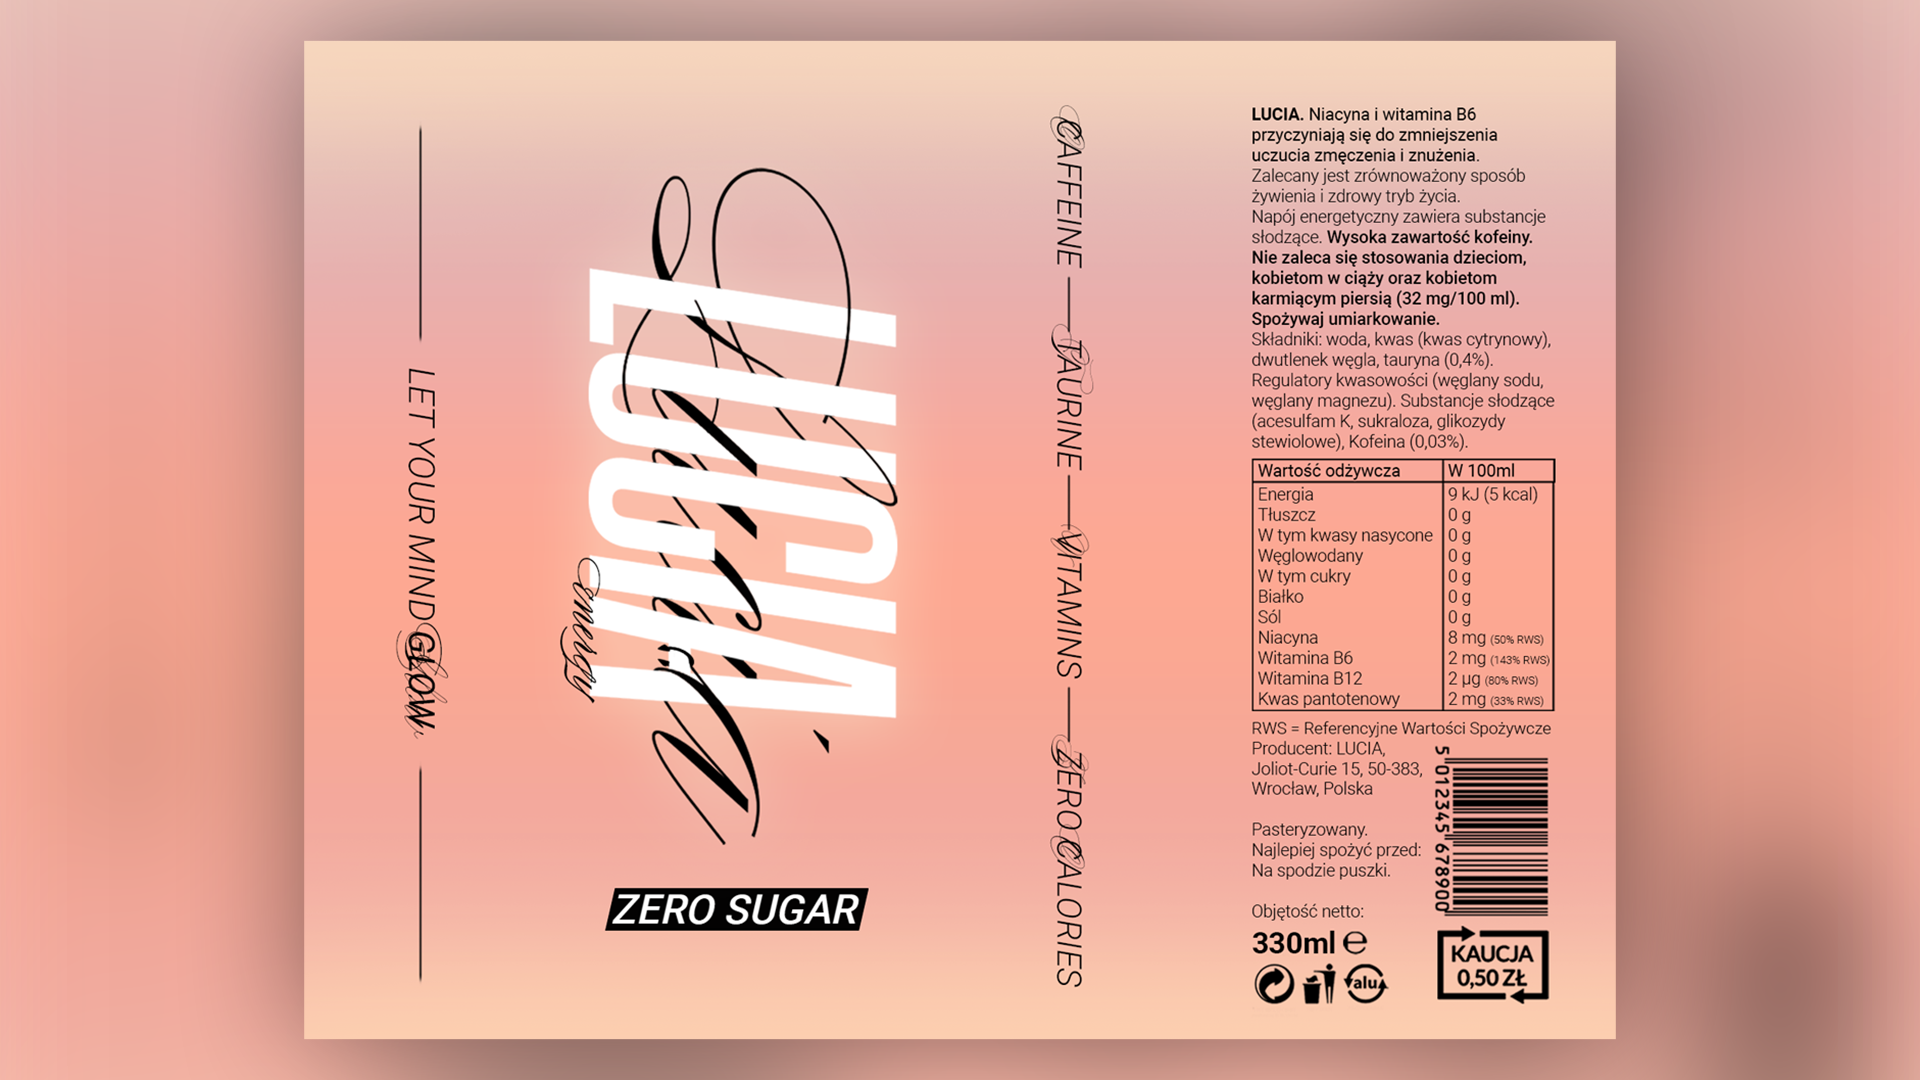 LET YOUR MIND GLOW
LUCIA
energy
ZERO SUGAR
CAFFEINE — TAURINE — VITAMINS — ZERO CALORIES
LUCIA. Niacyna i witamina B6
przyczyniają się do zmniejszenia
uczucia zmęczenia i znużenia.
Zalecany jest zrównoważony sposób
żywienia i zdrowy tryb życia.
Napój energetyczny zawiera substancje
słodzące. Wysoka zawartość kofeiny.
Nie zaleca się stosowania dzieciom,
kobietom w ciąży oraz kobietom
karmiącym piersią (32 mg/100 ml).
Spożywaj umiarkowanie.
Składniki: woda, kwas (kwas cytrynowy),
dwutlenek węgla, tauryna (0,4%).
Regulatory kwasowości (węglany sodu,
węglany magnezu). Substancje słodzące
(acesulfam K, sukraloza, glikozydy
stewiolowe), Kofeina (0,03%).
Wartość odżywcza W 100ml
Energia 9 kJ (5 kcal)
Tłuszcz 0 g
W tym kwasy nasycone 0 g
Węglowodany 0 g
W tym cukry 0 g
Białko 0 g
Sól 0 g
Niacyna 8 mg (50% RWS)
Witamina B6 2 mg (143% RWS)
Witamina B12 2 µg (80% RWS)
Kwas pantotenowy 2 mg (33% RWS)
RWS = Referencyjne Wartości Spożywcze
Producent: LUCIA,
Joliot-Curie 15, 50-383,
Wrocław, Polska
5 012345 678900
Pasteryzowany.
Najlepiej spożyć przed:
Na spodzie puszki.
Objętość netto:
330ml ℮
alu
KAUCJA
0,50 ZŁ